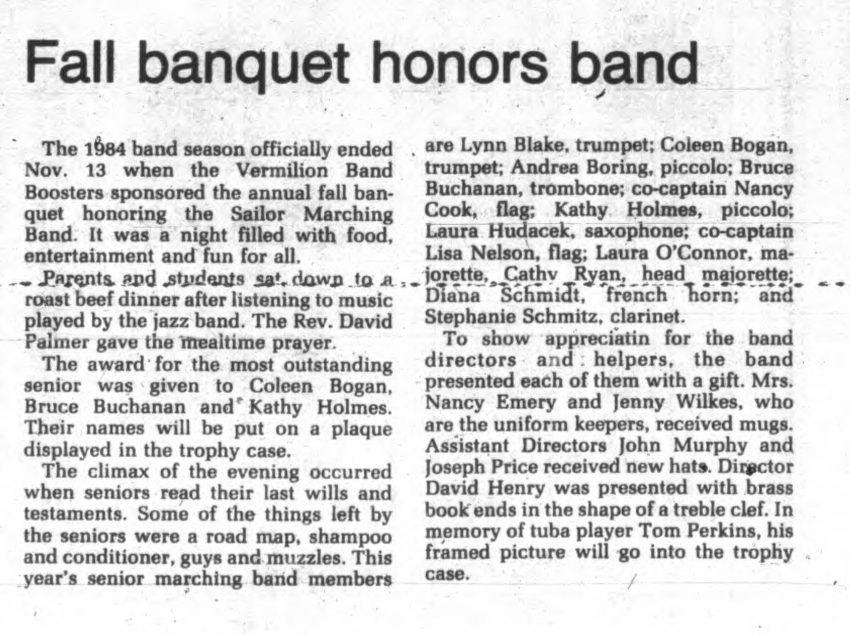 Fall banquet honors band
The 1984 band season officially ended
Nov. 13 when the Vermilion Band
Boosters sponsored the annual fall ban-
quet honoring the Sailor Marching
Band. It was a night filled with food,
entertainment and fun for all.
Parents and students sat down to a
roast beef dinner after listening to music
played by the jazz band. The Rev. David
Palmer gave the mealtime prayer.
The award for the most outstanding
senior was given to Coleen Bogan,
Bruce Buchanan and Kathy Holmes.
Their names will be put on a plaque
displayed in the trophy case.
The climax of the evening occurred
when seniors read their last wills and
testaments. Some of the things left by
the seniors were a road map, shampoo
and conditioner, guys and muzzles. This
year's senior marching band members
are Lynn Blake, trumpet; Coleen Bogan,
trumpet; Andrea Boring, piccolo; Bruce
Buchanan, trombone; co-captain Nancy
Cook, flag; Kathy Holmes, piccolo;
Laura Hudacek, saxophone; co-captain
Lisa Nelson, flag; Laura O'Connor, ma-
jorette, Cathy Ryan, head majorette;
Diana Schmidt, french horn; and
Stephanie Schmitz, clarinet.
To show appreciatin for the band
directors and helpers, the band
presented each of them with a gift. Mrs.
Nancy Emery and Jenny Wilkes, who
are the uniform keepers, received mugs.
Assistant Directors John Murphy and
Joseph Price received new hats. Director
David Henry was presented with brass
book ends in the shape of a treble clef. In
memory of tuba player Tom Perkins, his
framed picture will go into the trophy
case.